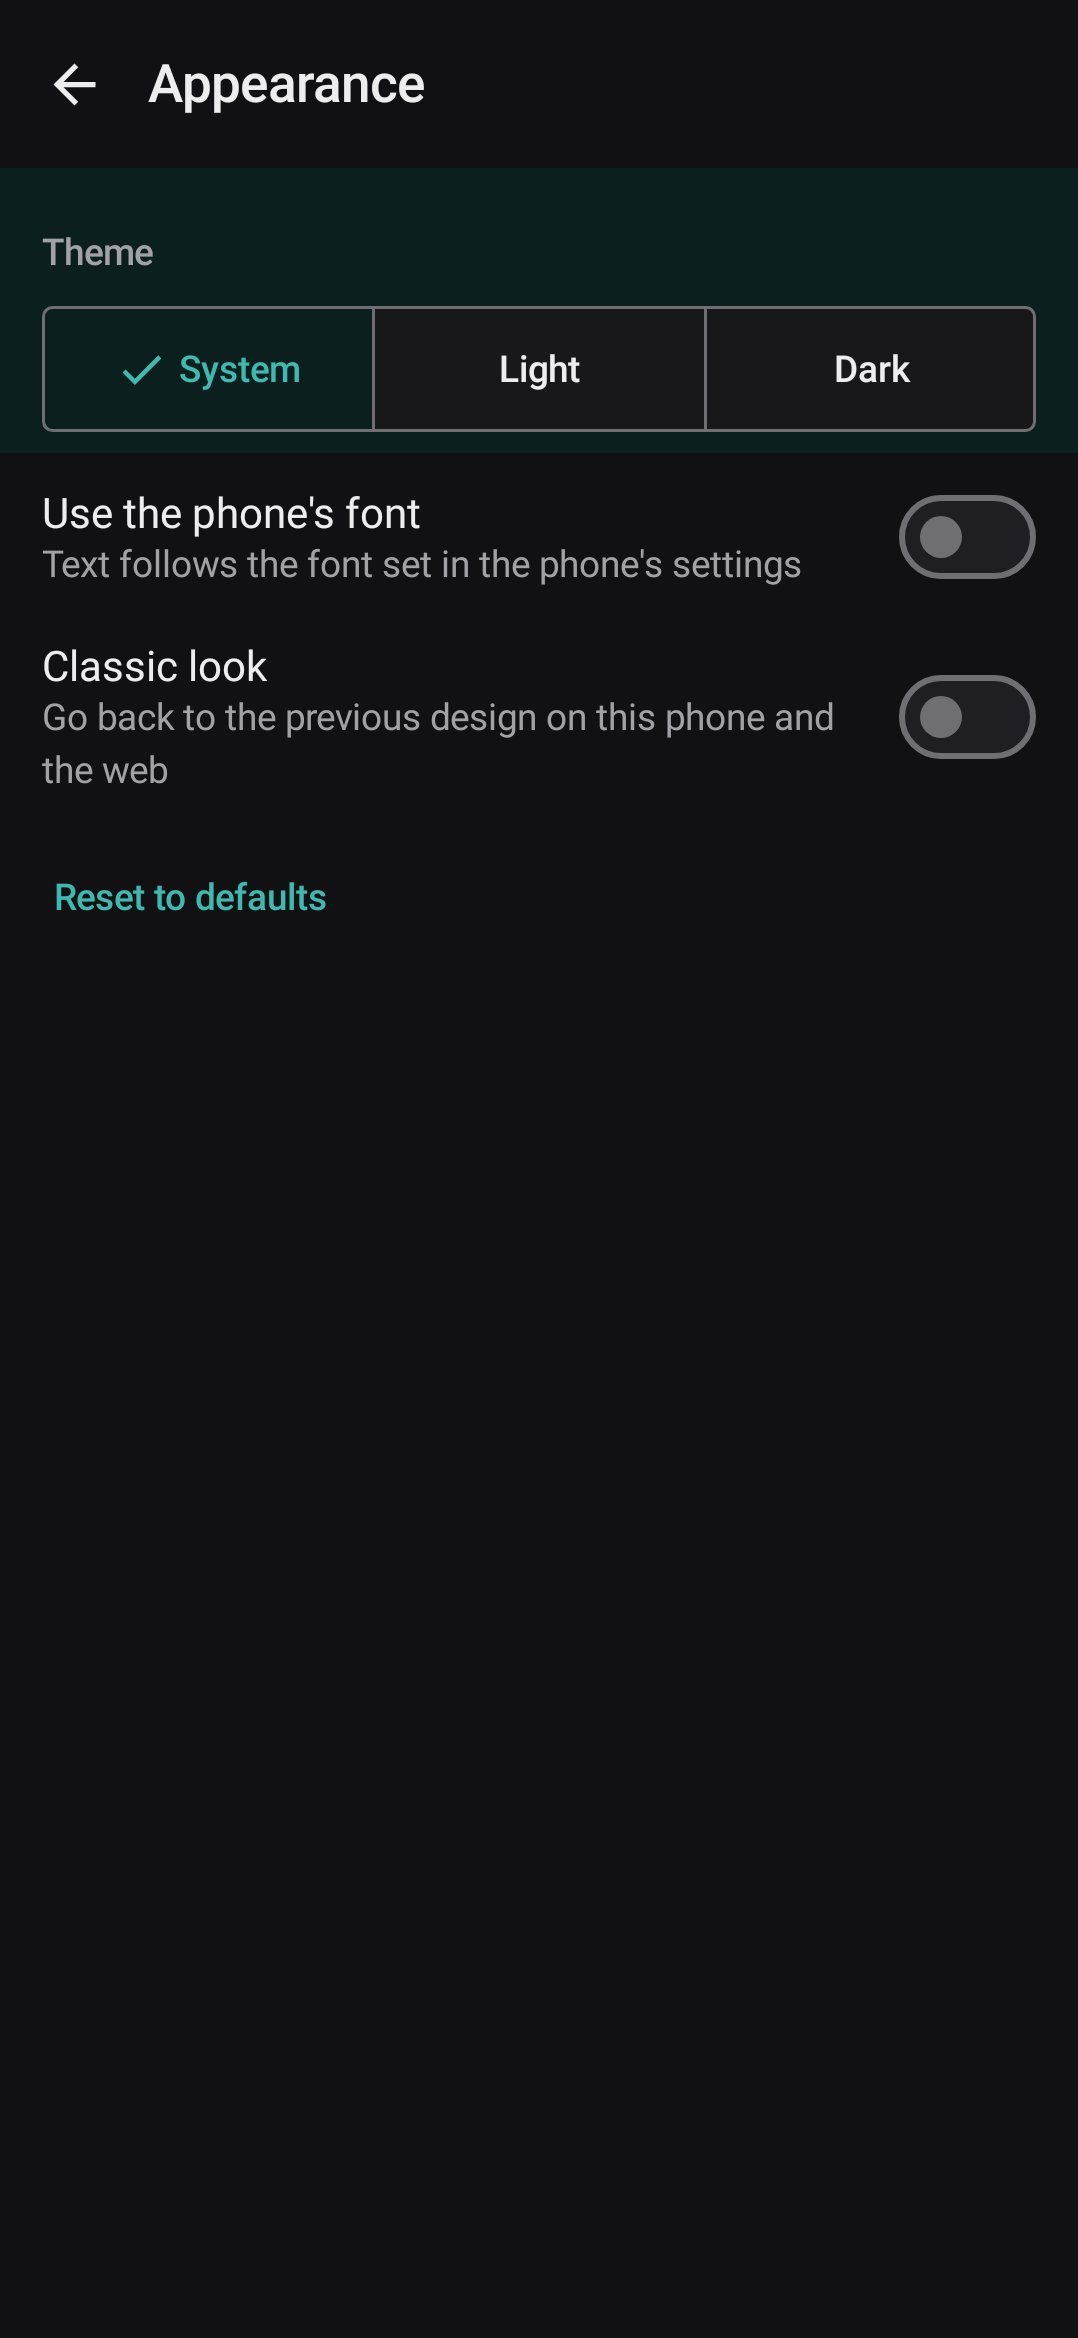 Appearance
Theme
System
Light
Dark
Use the phone's font
Text follows the font set in the phone's settings
Classic look
Go back to the previous design on this phone and
the web
Reset to defaults